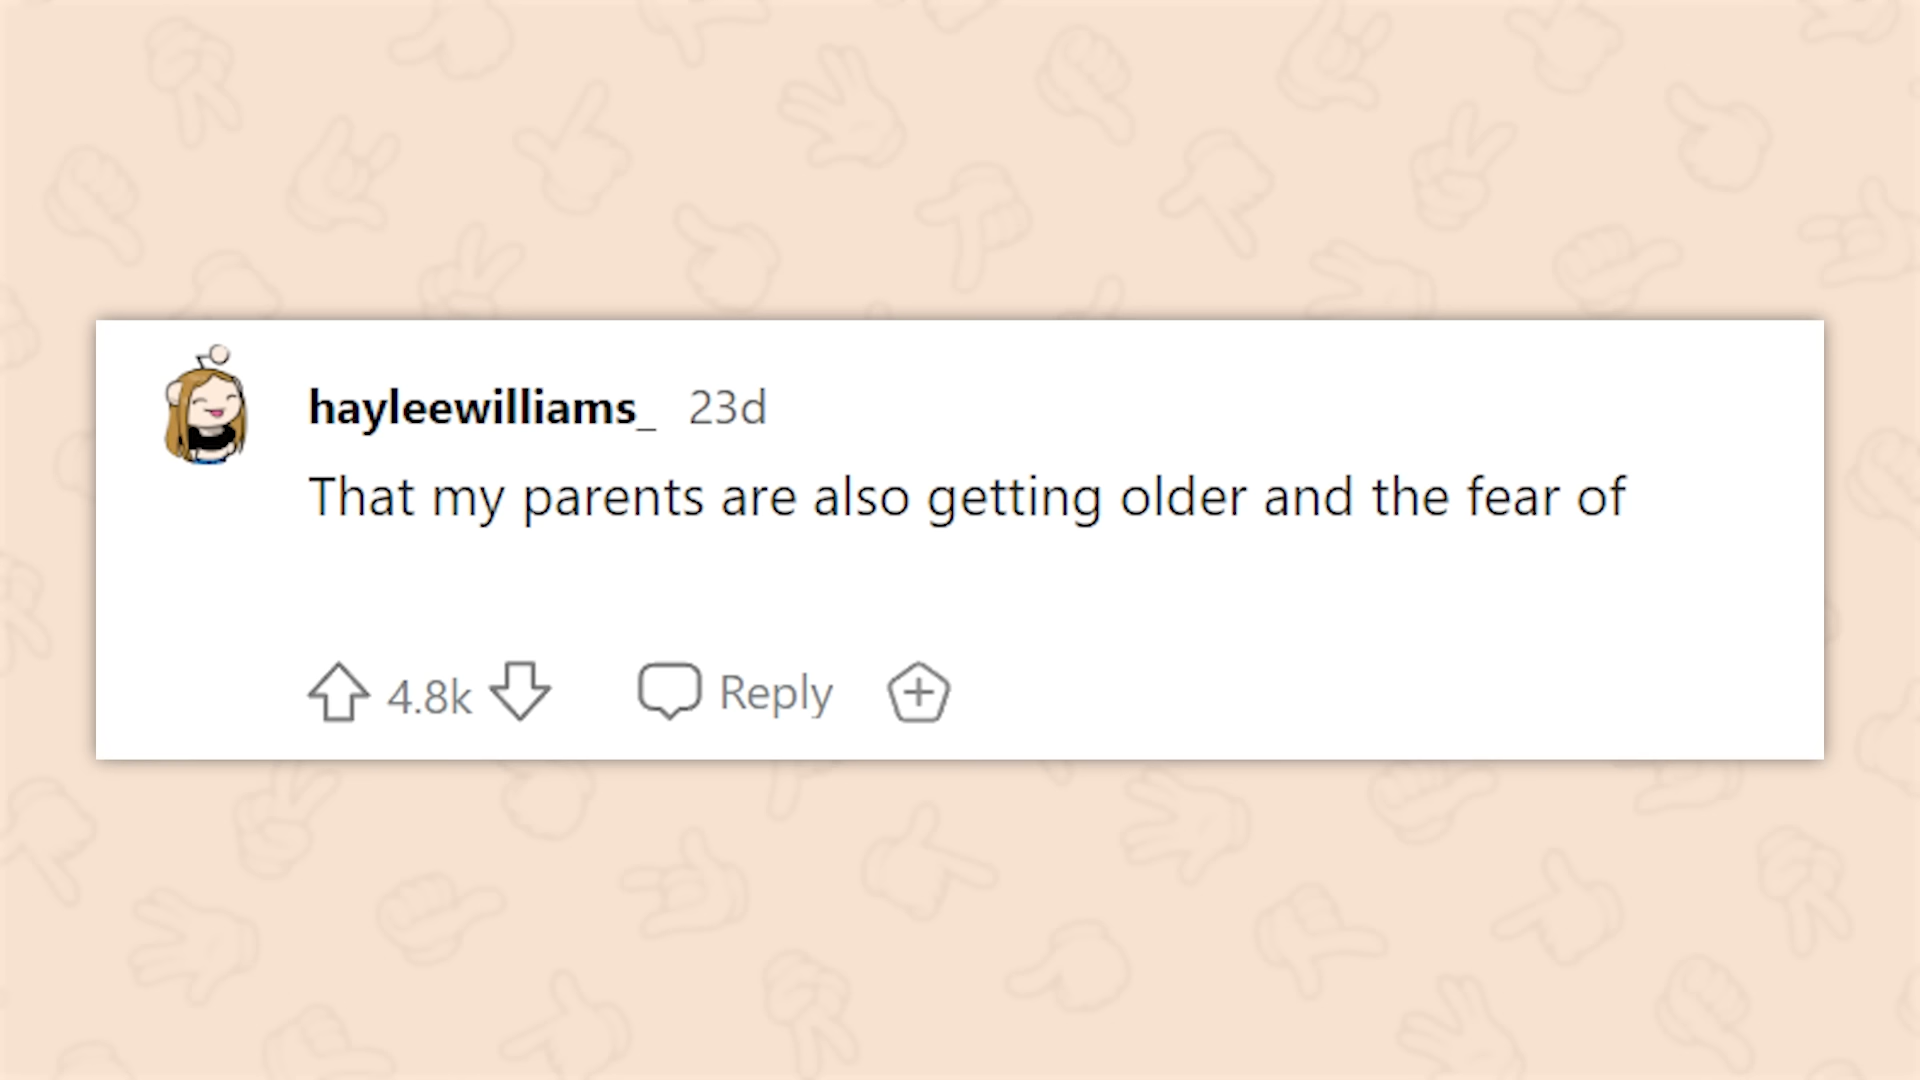 hayleewilliams_ 23d
That my parents are also getting older and the fear of
4.8k Reply